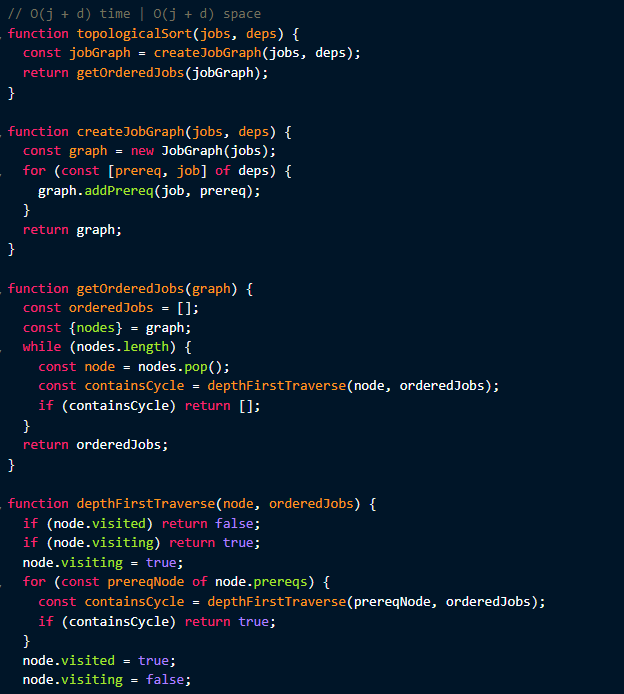 // O(j + d) time | O(j + d) space
function topologicalSort(jobs, deps) {
  const jobGraph = createJobGraph(jobs, deps);
  return getOrderedJobs(jobGraph);
}

function createJobGraph(jobs, deps) {
  const graph = new JobGraph(jobs);
  for (const [prereq, job] of deps) {
    graph.addPrereq(job, prereq);
  }
  return graph;
}

function getOrderedJobs(graph) {
  const orderedJobs = [];
  const {nodes} = graph;
  while (nodes.length) {
    const node = nodes.pop();
    const containsCycle = depthFirstTraverse(node, orderedJobs);
    if (containsCycle) return [];
  }
  return orderedJobs;
}

function depthFirstTraverse(node, orderedJobs) {
  if (node.visited) return false;
  if (node.visiting) return true;
  node.visiting = true;
  for (const prereqNode of node.prereqs) {
    const containsCycle = depthFirstTraverse(prereqNode, orderedJobs);
    if (containsCycle) return true;
  }
  node.visited = true;
  node.visiting = false;